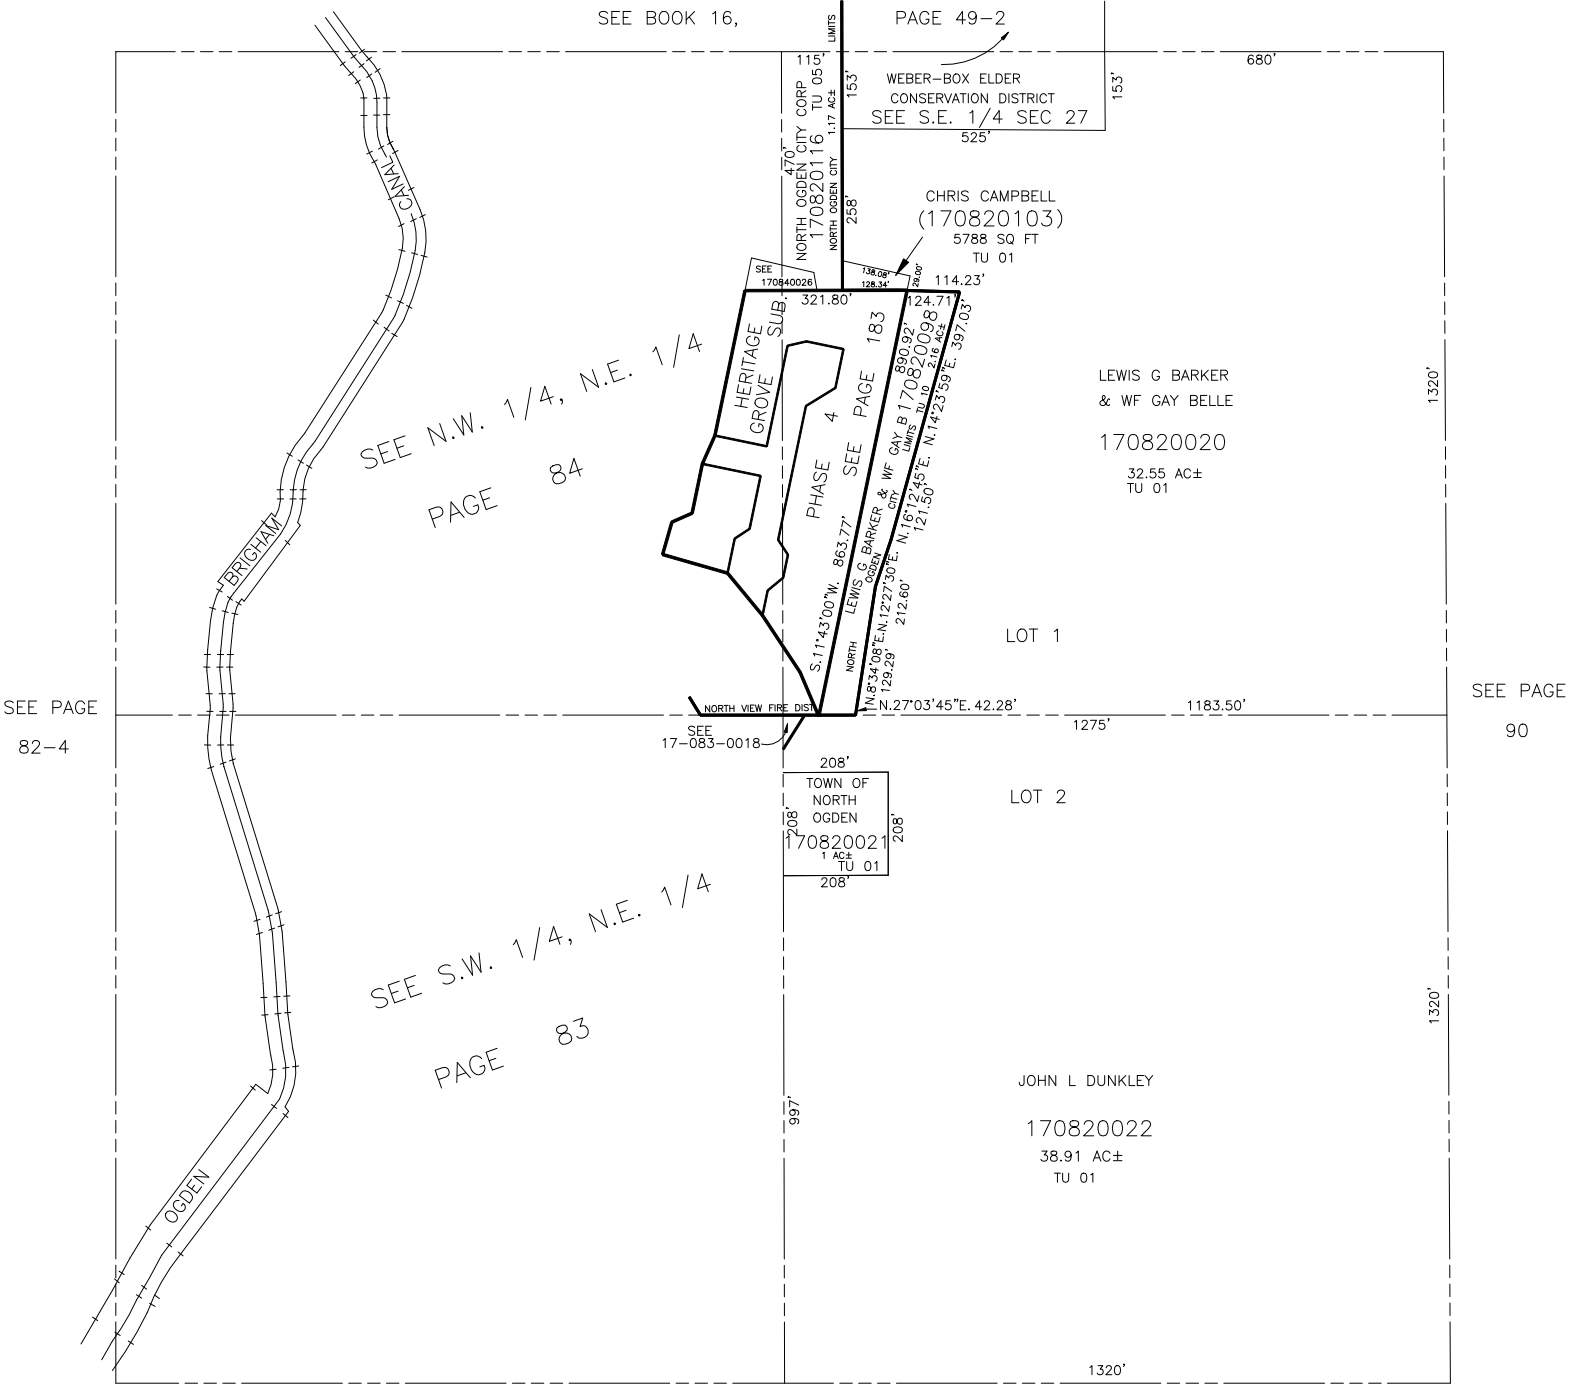 SEE BOOK 16,
PAGE 49-2
LIMITS
115'
680'
153'
153'
WEBER-BOX ELDER
CONSERVATION DISTRICT
SEE S.E. 1/4 SEC 27
525'
470'
NORTH OGDEN CITY CORP
170820116 TU 05
1.17 AC±
NORTH OGDEN CITY
258'
CANAL
CHRIS CAMPBELL
(170820103)
5788 SQ FT
TU 01
SEE
170840026
138.08'
128.34'
29.00'
114.23'
321.80'
124.71'
HERITAGE
GROVE SUB.
PHASE 4
SEE PAGE 183
890.92'
S.11°43'00"W. 863.77'
LEWIS G BARKER & WF GAY B
170820098
TU 10
2.16 AC±
NORTH OGDEN CITY LIMITS
N.14°23'59"E. 397.03'
N.16°12'45"E.
121.50'
N.12°27'30"E.
212.60'
N.8°34'08"E.
129.29'
N.27°03'45"E. 42.28'
LEWIS G BARKER
& WF GAY BELLE
170820020
32.55 AC±
TU 01
1320'
SEE N.W. 1/4, N.E. 1/4
PAGE 84
BRIGHAM
LOT 1
SEE PAGE
82-4
SEE PAGE
90
1183.50'
1275'
NORTH VIEW FIRE DIST
SEE
17-083-0018
208'
TOWN OF
NORTH
OGDEN
208'
208'
170820021
1 AC±
TU 01
208'
LOT 2
SEE S.W. 1/4, N.E. 1/4
PAGE 83
1320'
997'
JOHN L DUNKLEY
170820022
38.91 AC±
TU 01
OGDEN
1320'